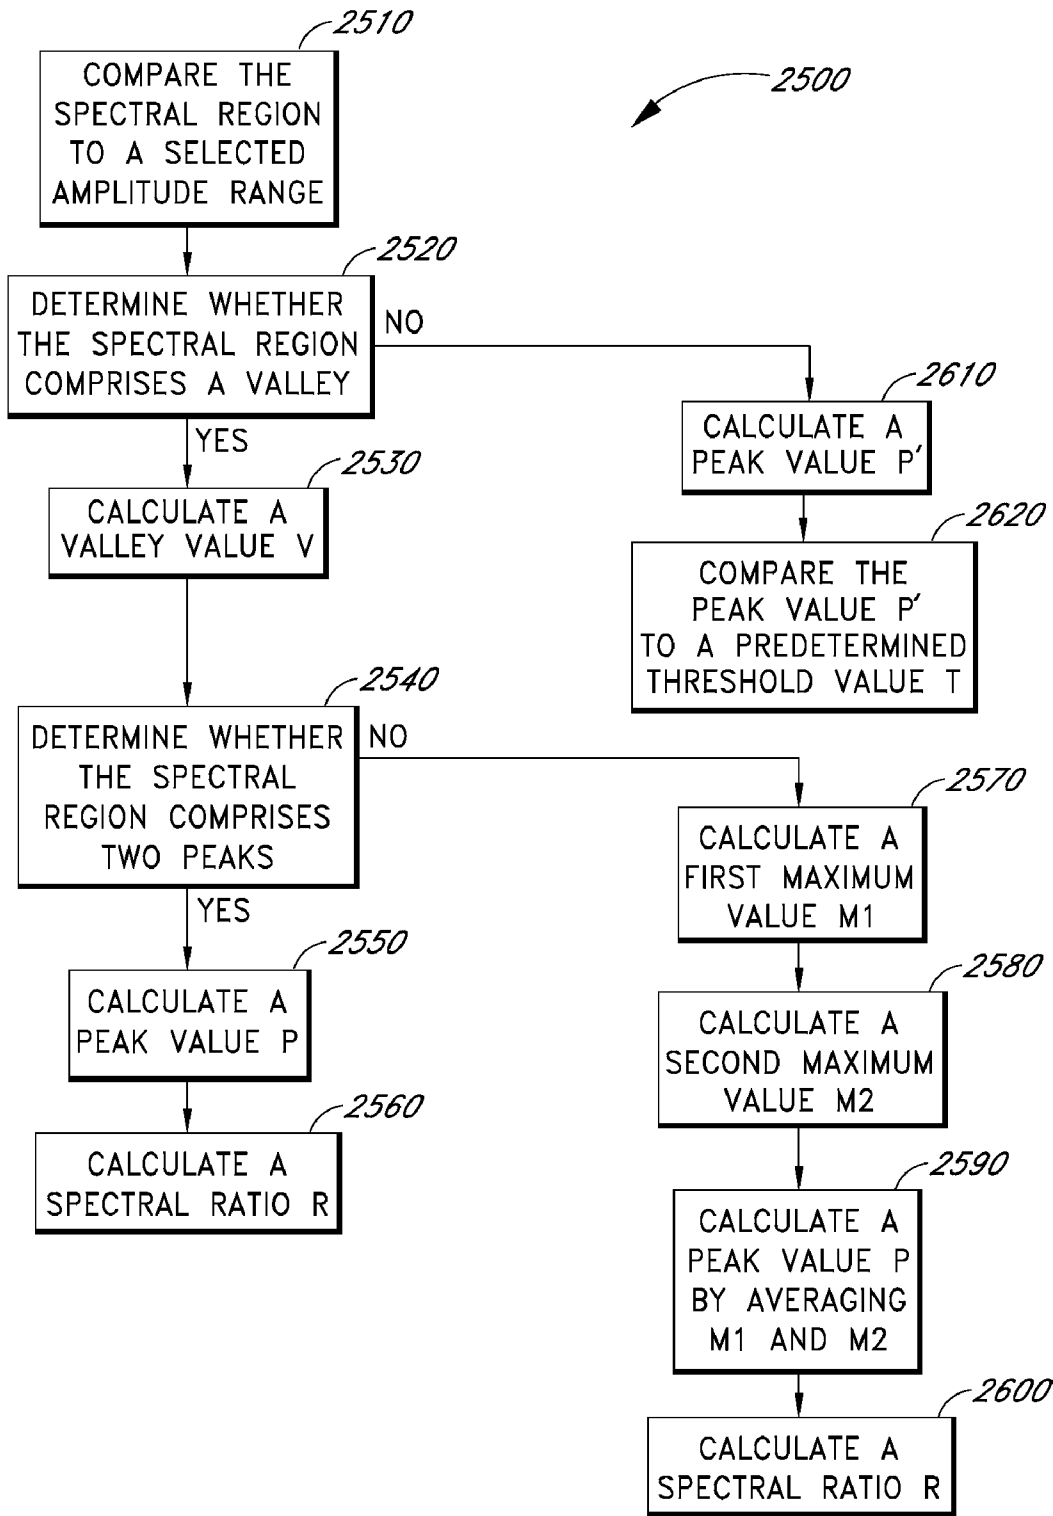 2510
COMPARE THE
SPECTRAL REGION
TO A SELECTED
AMPLITUDE RANGE
2500
2520
DETERMINE WHETHER
THE SPECTRAL REGION
COMPRISES A VALLEY
NO
YES
2610
CALCULATE A
PEAK VALUE P′
2530
CALCULATE A
VALLEY VALUE V
2620
COMPARE THE
PEAK VALUE P′
TO A PREDETERMINED
THRESHOLD VALUE T
2540
DETERMINE WHETHER
THE SPECTRAL
REGION COMPRISES
TWO PEAKS
NO
YES
2570
CALCULATE A
FIRST MAXIMUM
VALUE M1
2550
CALCULATE A
PEAK VALUE P
2580
CALCULATE A
SECOND MAXIMUM
VALUE M2
2560
CALCULATE A
SPECTRAL RATIO R
2590
CALCULATE A
PEAK VALUE P
BY AVERAGING
M1 AND M2
2600
CALCULATE A
SPECTRAL RATIO R